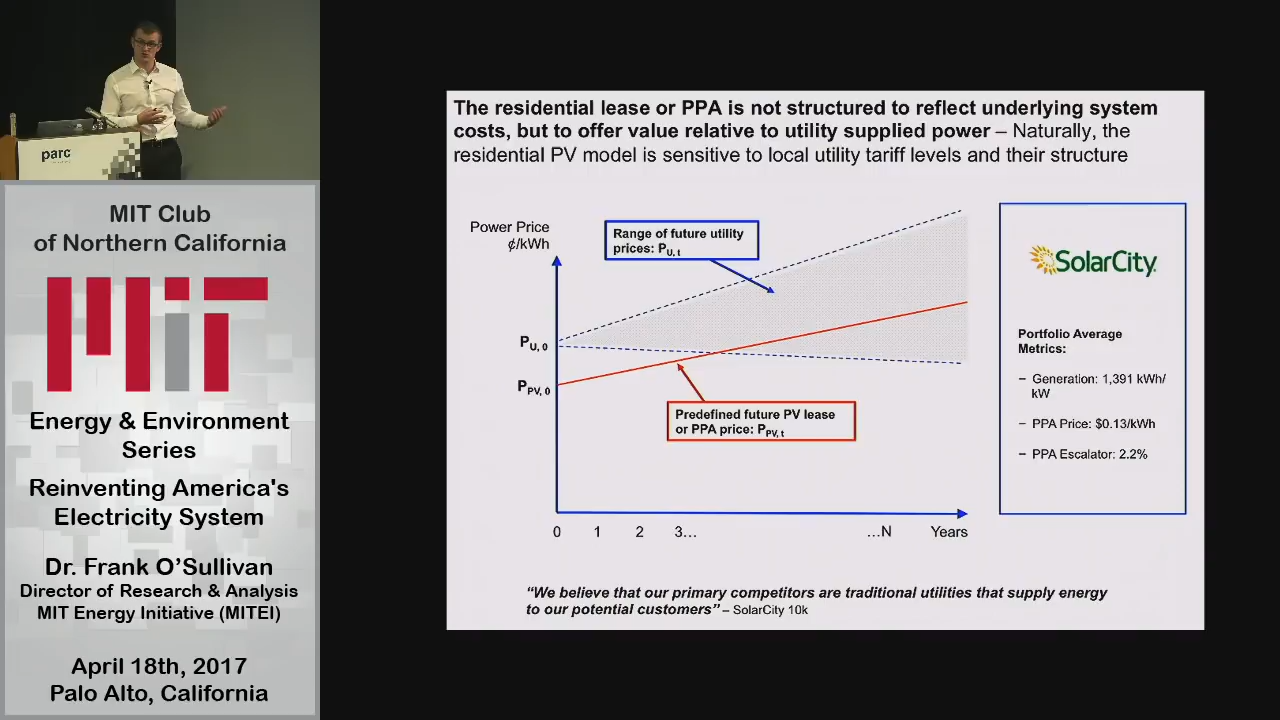 parc
MIT Club
of Northern California
MIT
Energy & Environment
Series
Reinventing America's
Electricity System
Dr. Frank O'Sullivan
Director of Research & Analysis
MIT Energy Initiative (MITEI)
April 18th, 2017
Palo Alto, California
The residential lease or PPA is not structured to reflect underlying system
costs, but to offer value relative to utility supplied power – Naturally, the
residential PV model is sensitive to local utility tariff levels and their structure
Power Price
¢/kWh
Range of future utility
prices: P U, t
P U, 0
P PV, 0
Predefined future PV lease
or PPA price: P PV, t
0 1 2 3... ...N Years
SolarCity
Portfolio Average
Metrics:
– Generation: 1,391 kWh/
kW
– PPA Price: $0.13/kWh
– PPA Escalator: 2.2%
“We believe that our primary competitors are traditional utilities that supply energy
to our potential customers” – SolarCity 10k